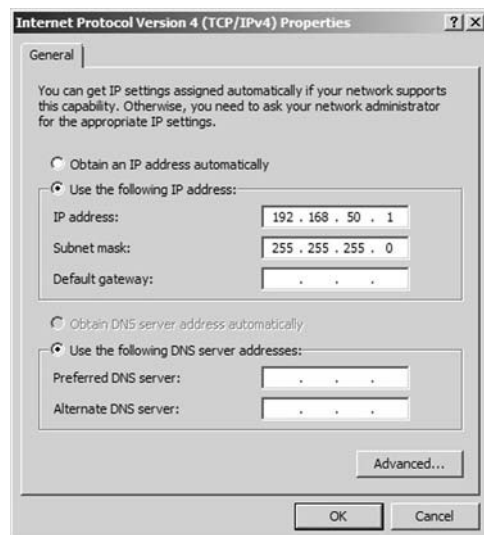 Internet Protocol Version 4 (TCP/IPv4) Properties ? X
General
You can get IP settings assigned automatically if your network supports
this capability. Otherwise, you need to ask your network administrator
for the appropriate IP settings.
Obtain an IP address automatically
Use the following IP address:
IP address: 192 . 168 . 50 . 1
Subnet mask: 255 . 255 . 255 . 0
Default gateway: . . .
Obtain DNS server address automatically
Use the following DNS server addresses:
Preferred DNS server: . . .
Alternate DNS server: . . .
Advanced...
OK Cancel